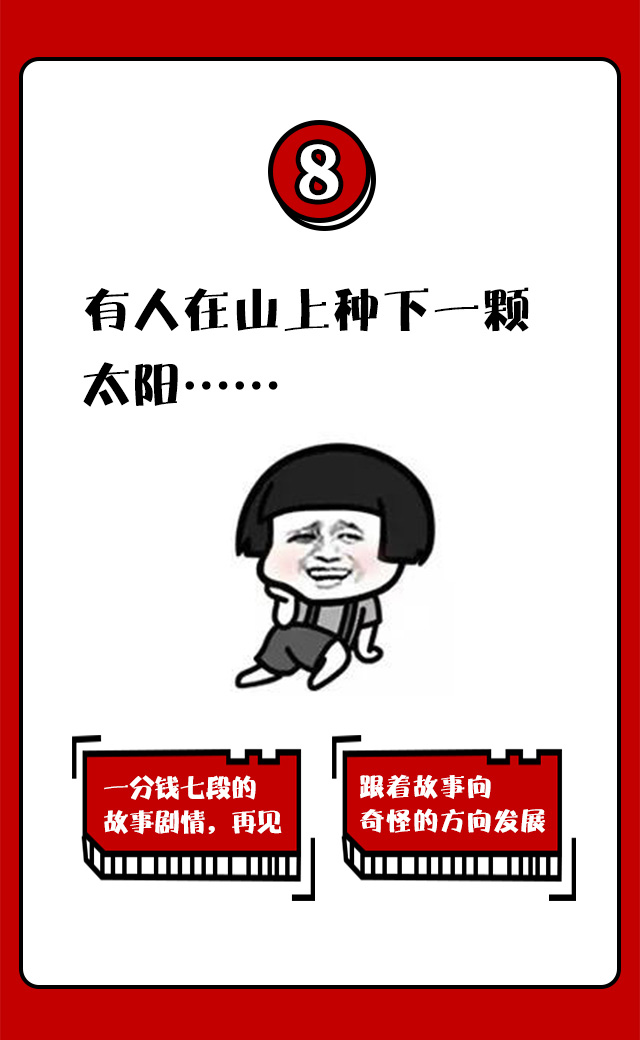 8
有人在山上种下一颗
太阳……
一分钱七段的
故事剧情，再见
跟着故事向
奇怪的方向发展